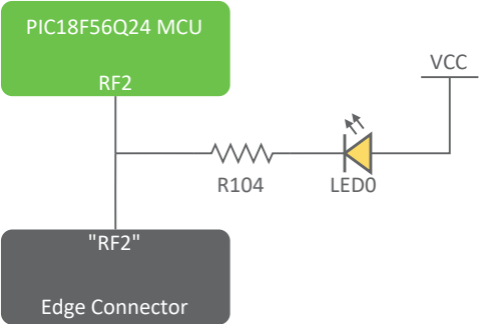 PIC18F56Q24 MCU
RF2
VCC
R104
LED0
"RF2"
Edge Connector